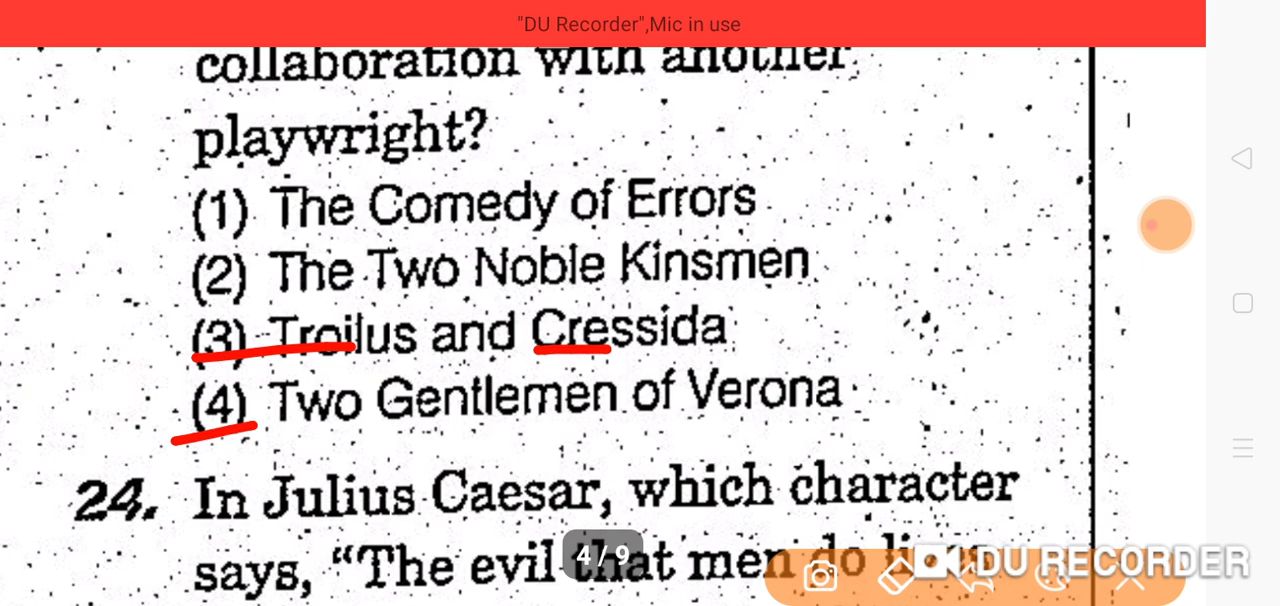 "DU Recorder",Mic in use
collaboration with another
playwright?
(1) The Comedy of Errors
(2) The Two Noble Kinsmen
(3) Troilus and Cressida
(4) Two Gentlemen of Verona
24. In Julius Caesar, which character
says, “The evil that men do lives
4 / 9
DU RECORDER